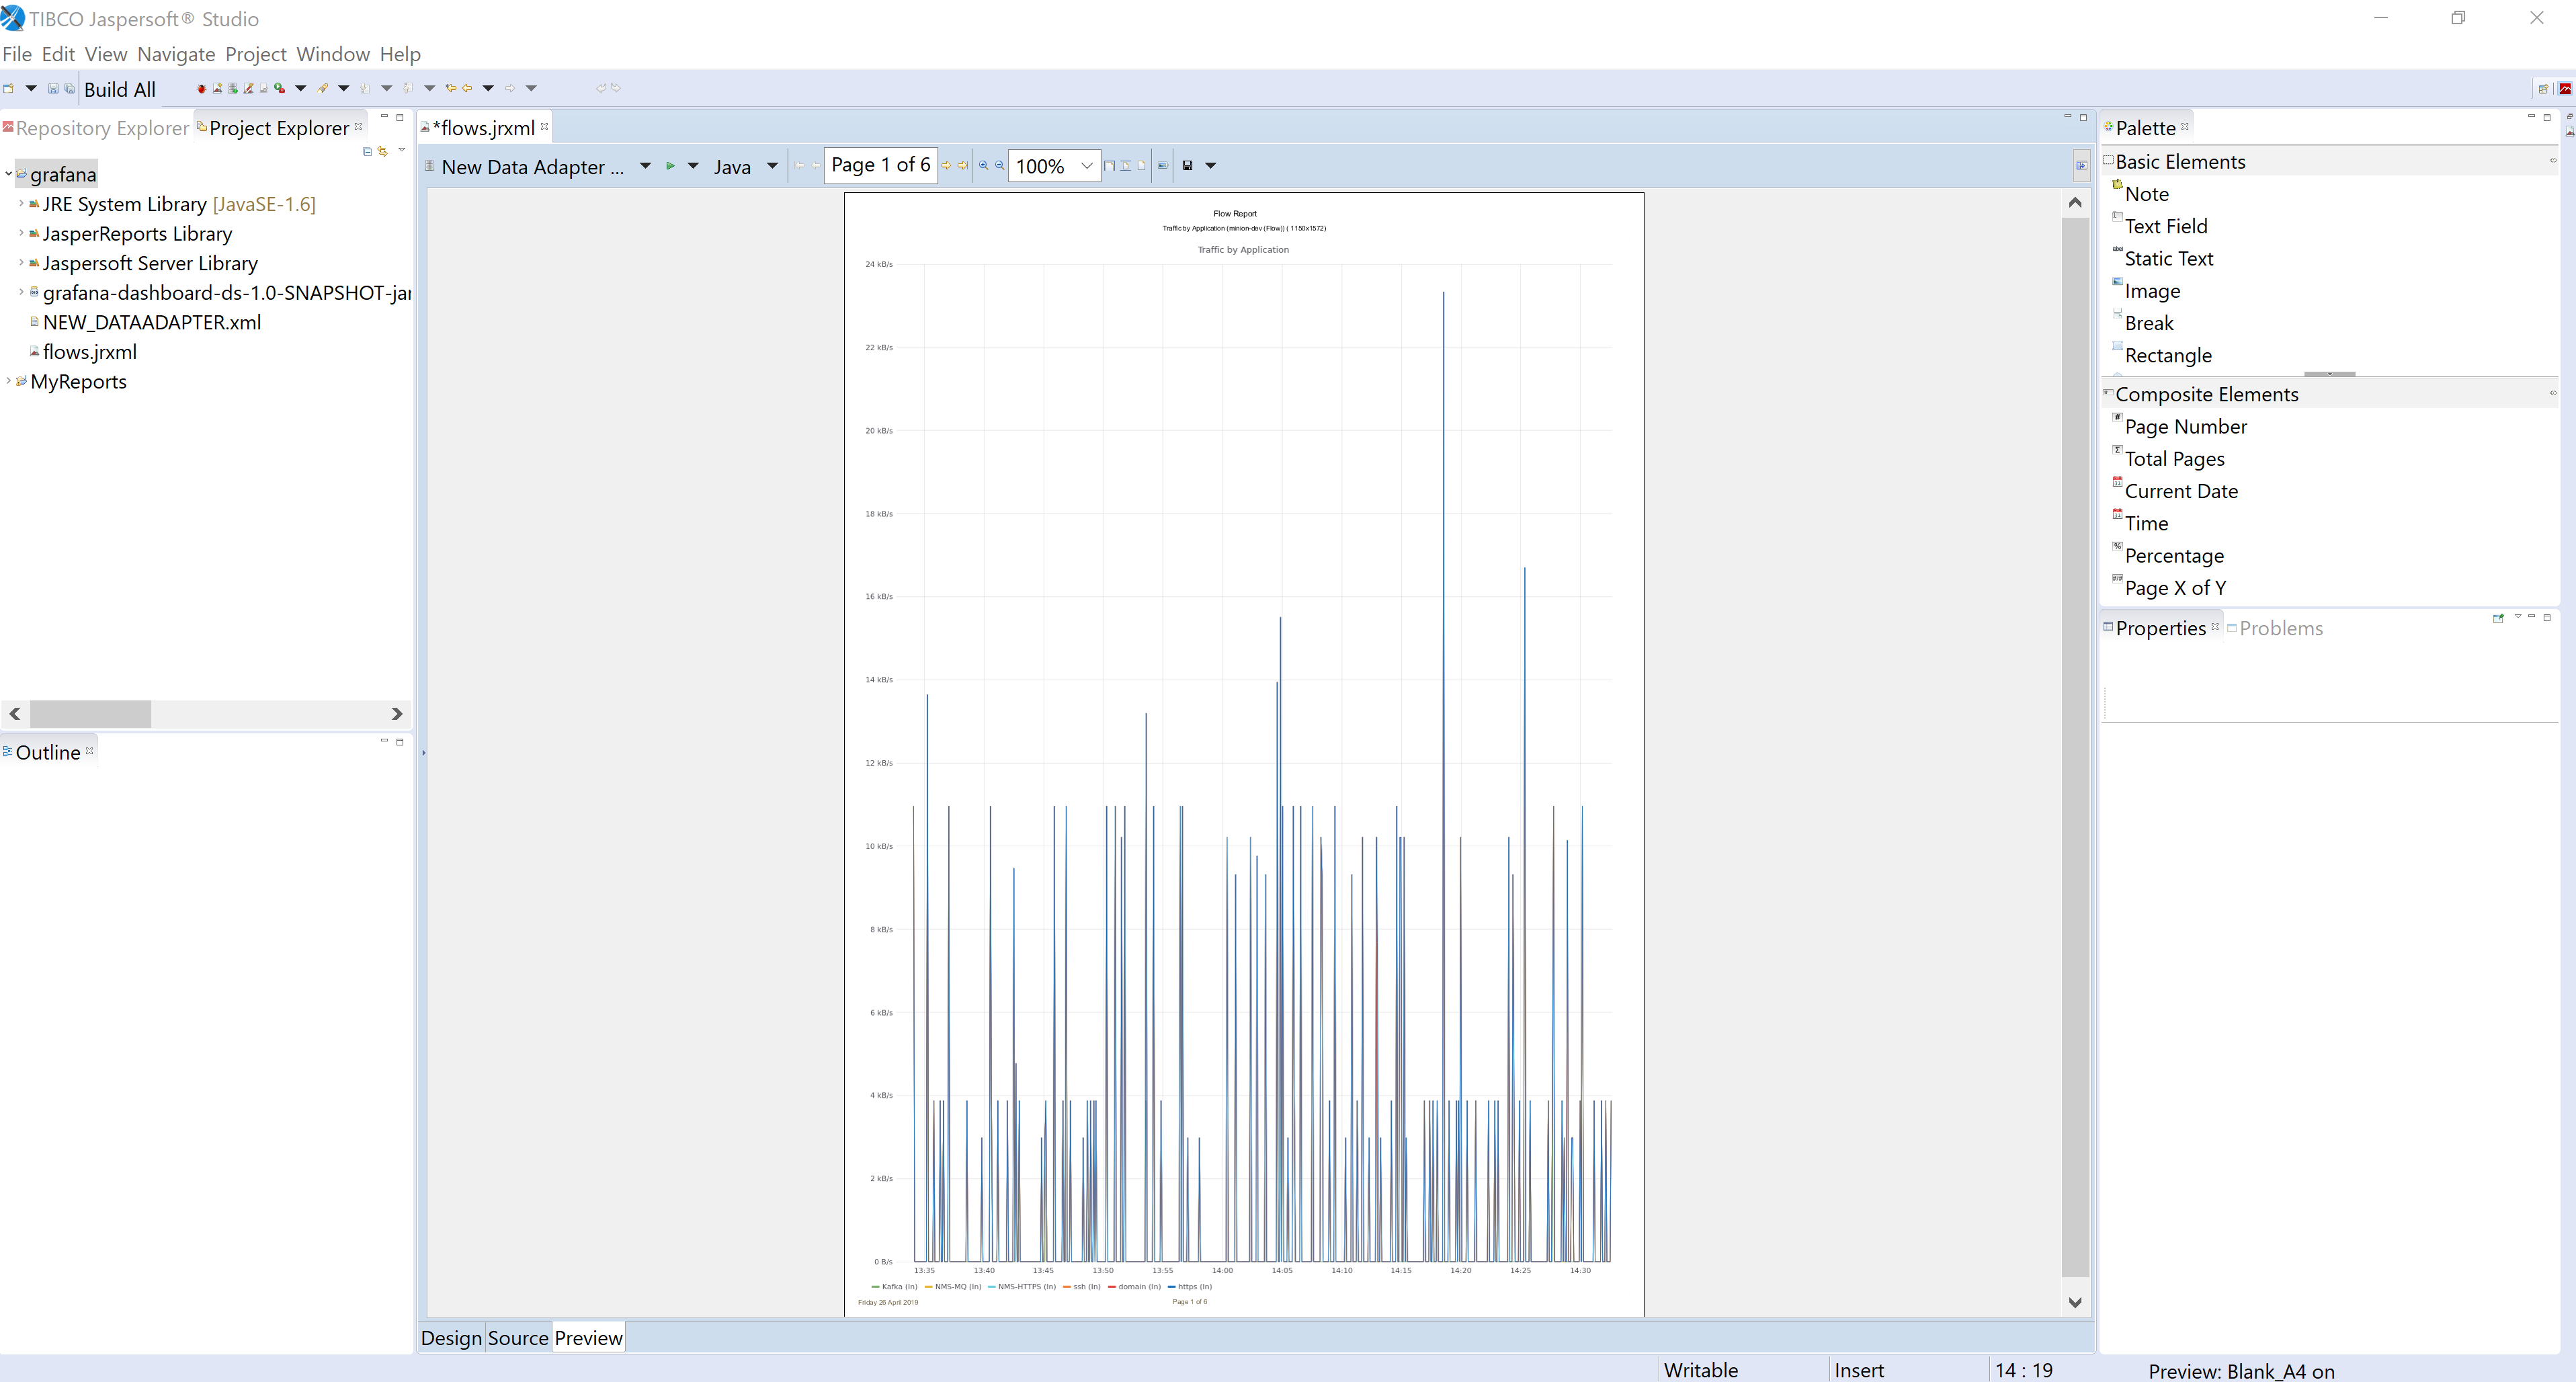 TIBCO Jaspersoft® Studio
File Edit View Navigate Project Window Help
Build All
Repository Explorer Project Explorer
grafana
JRE System Library [JavaSE-1.6]
JasperReports Library
Jaspersoft Server Library
grafana-dashboard-ds-1.0-SNAPSHOT-jar
NEW_DATAADAPTER.xml
flows.jrxml
MyReports
Outline
*flows.jrxml
New Data Adapter ... Java Page 1 of 6 100%
Flow Report
Traffic by Application (minion-dev (Flow)) ( 1150x1572)
Traffic by Application
24 kB/s
22 kB/s
20 kB/s
18 kB/s
16 kB/s
14 kB/s
12 kB/s
10 kB/s
8 kB/s
6 kB/s
4 kB/s
2 kB/s
0 B/s
13:35 13:40 13:45 13:50 13:55 14:00 14:05 14:10 14:15 14:20 14:25 14:30
Kafka (In) NMS-MQ (In) NMS-HTTPS (In) ssh (In) domain (In) https (In)
Friday 26 April 2019 Page 1 of 6
Design Source Preview
Palette
Basic Elements
Note
Text Field
label Static Text
Image
Break
Rectangle
Composite Elements
# Page Number
Σ Total Pages
Current Date
Time
% Percentage
#/# Page X of Y
Properties Problems
Writable Insert 14 : 19 Preview: Blank_A4 on